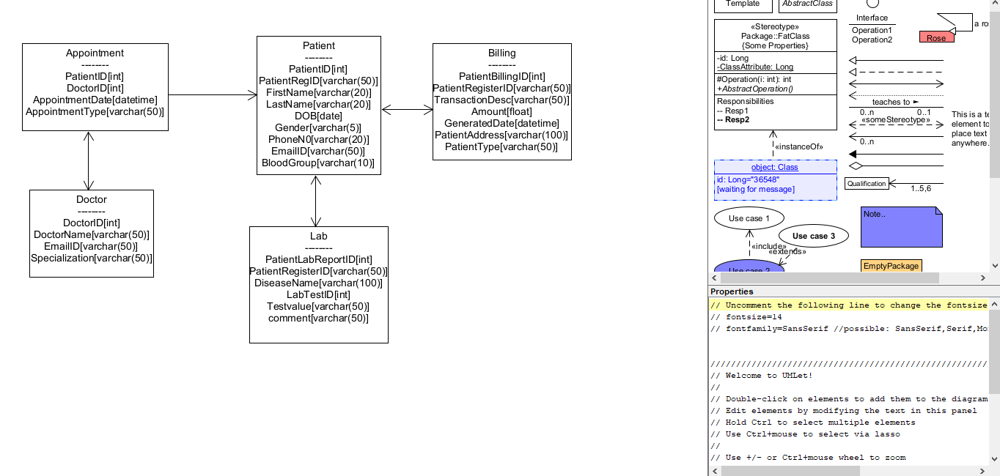 Appointment
--------
PatientID[int]
DoctorID[int]
AppointmentDate[datetime]
AppointmentType[varchar(50)]
Patient
--------
PatientID[int]
PatientRegID[varchar(50)]
FirstName[varchar(20)]
LastName[varchar(20)]
DOB[date]
Gender[varchar(5)]
PhoneN0[varchar(20)]
EmailID[varchar(50)]
BloodGroup[varchar(10)]
Billing
--------
PatientBillingID[int]
PatientRegisterID[varchar(50)]
TransactionDesc[varchar(50)]
Amount[float]
GeneratedDate[datetime]
PatientAddress[varchar(100)]
PatientType[varchar(50)]
Doctor
--------
DoctorID[int]
DoctorName[varchar(50)]
EmailID[varchar(50)]
Specialization[varchar(50)]
Lab
--------
PatientLabReportID[int]
PatientRegisterID[varchar(50)]
DiseaseName[varchar(100)]
LabTestID[int]
Testvalue[varchar(50)]
comment[varchar(50)]
Template
AbstractClass
«Stereotype»
Package::FatClass
{Some Properties}
-id: Long
-ClassAttribute: Long
#Operation(i: int): int
+AbstractOperation()
Responsibilities
-- Resp1
-- Resp2
«instanceOf»
object: Class
id: Long="36548"
[waiting for message]
Use case 1
Use case 3
«include»
«extends»
Use case 2
Interface
Operation1
Operation2
Rose
a ro
teaches to ►
0..n 0..1
«someStereotype»
0..n
This is a te
element to
place text
anywhere.
Qualification
1..5,6
Note..
EmptyPackage
Properties
// Uncomment the following line to change the fontsize
// fontsize=14
// fontfamily=SansSerif //possible: SansSerif,Serif,Mo
//////////////////////////////////////////////////////
// Welcome to UMLet!
//
// Double-click on elements to add them to the diagram
// Edit elements by modifying the text in this panel
// Hold Ctrl to select multiple elements
// Use Ctrl+mouse to select via lasso
//
// Use +/- or Ctrl+mouse wheel to zoom